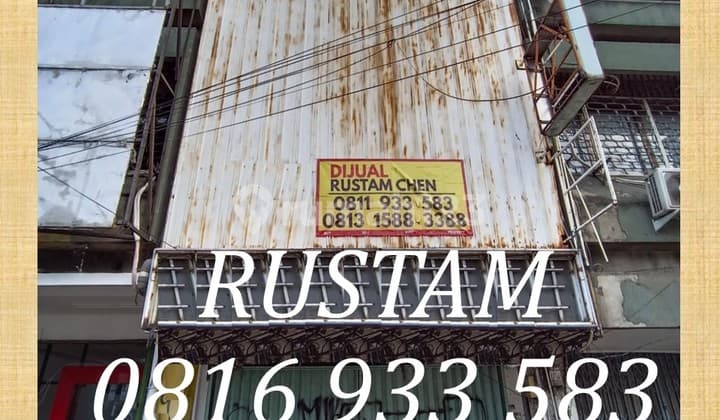 DIJUAL
RUSTAM CHEN
0811 933 583
0813 1588-3388
RUSTAM
0816 933 583